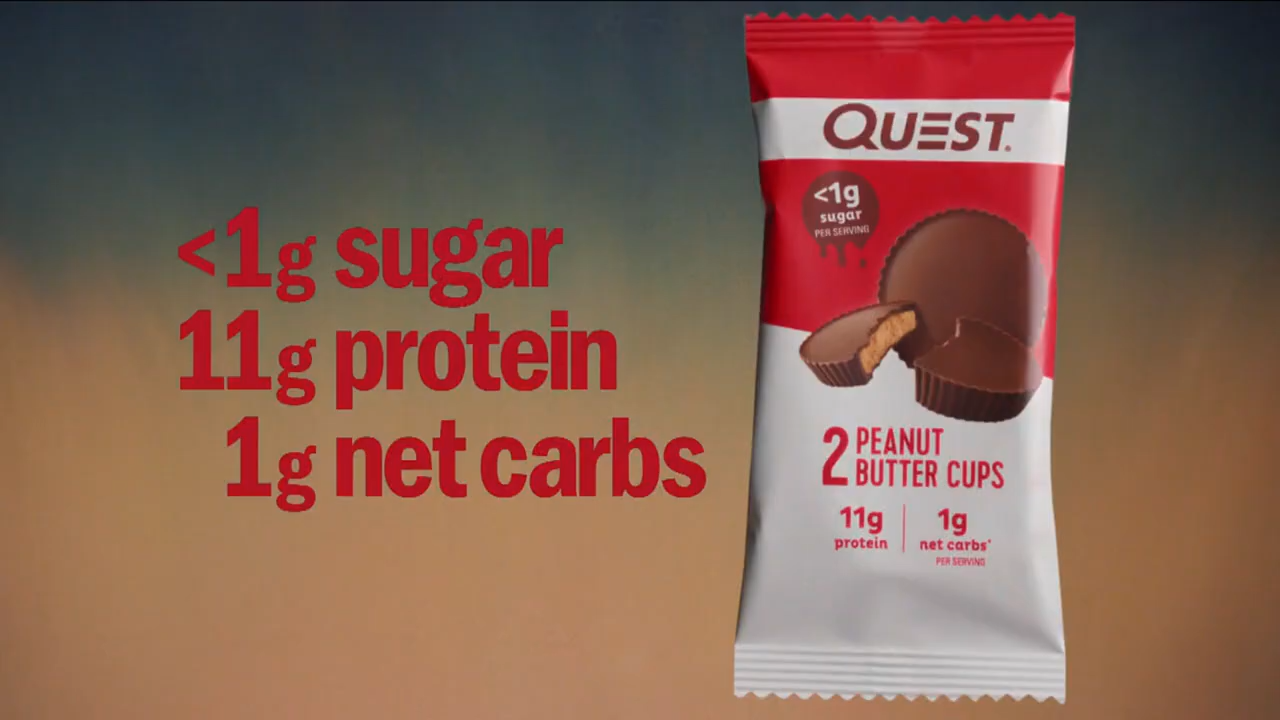 <1g sugar
11g protein
1g net carbs
QUEST®
<1g
sugar
PER SERVING
2 PEANUT
BUTTER CUPS
11g
protein
1g
net carbs*
PER SERVING